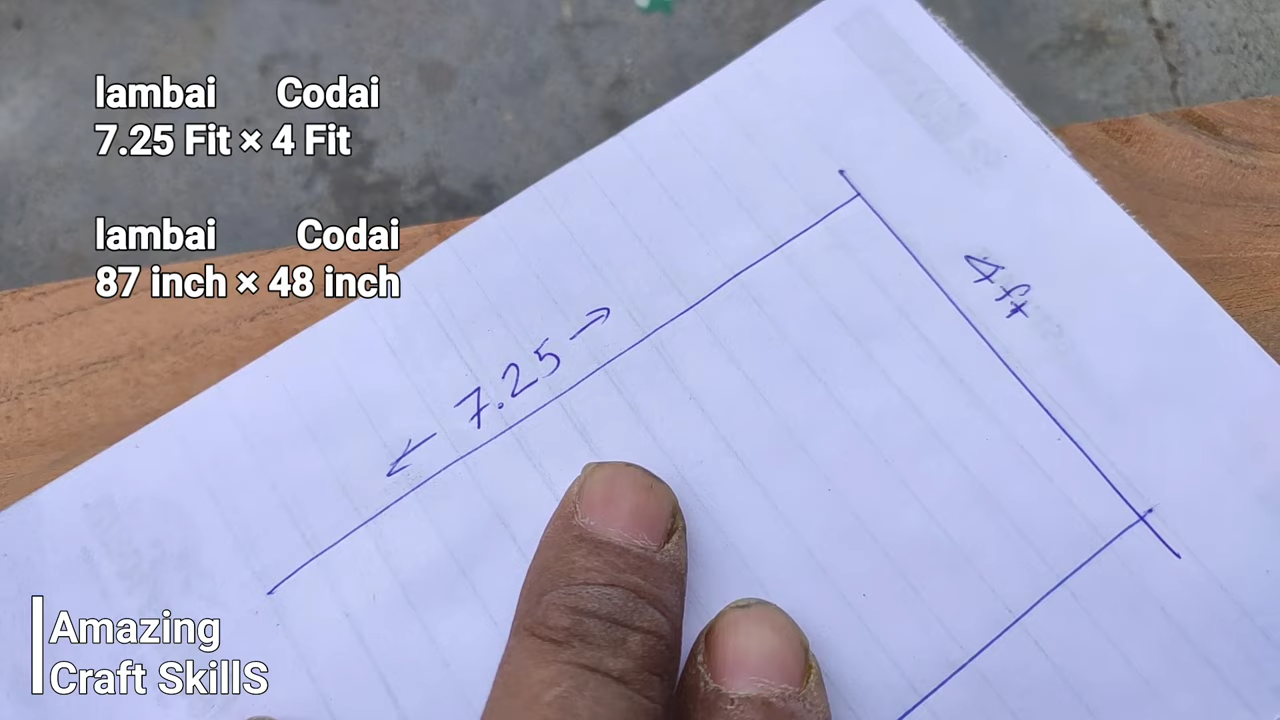 lambai Codai
7.25 Fit × 4 Fit
lambai Codai
87 inch × 48 inch
4 ft
7.25
Amazing
Craft SkillS